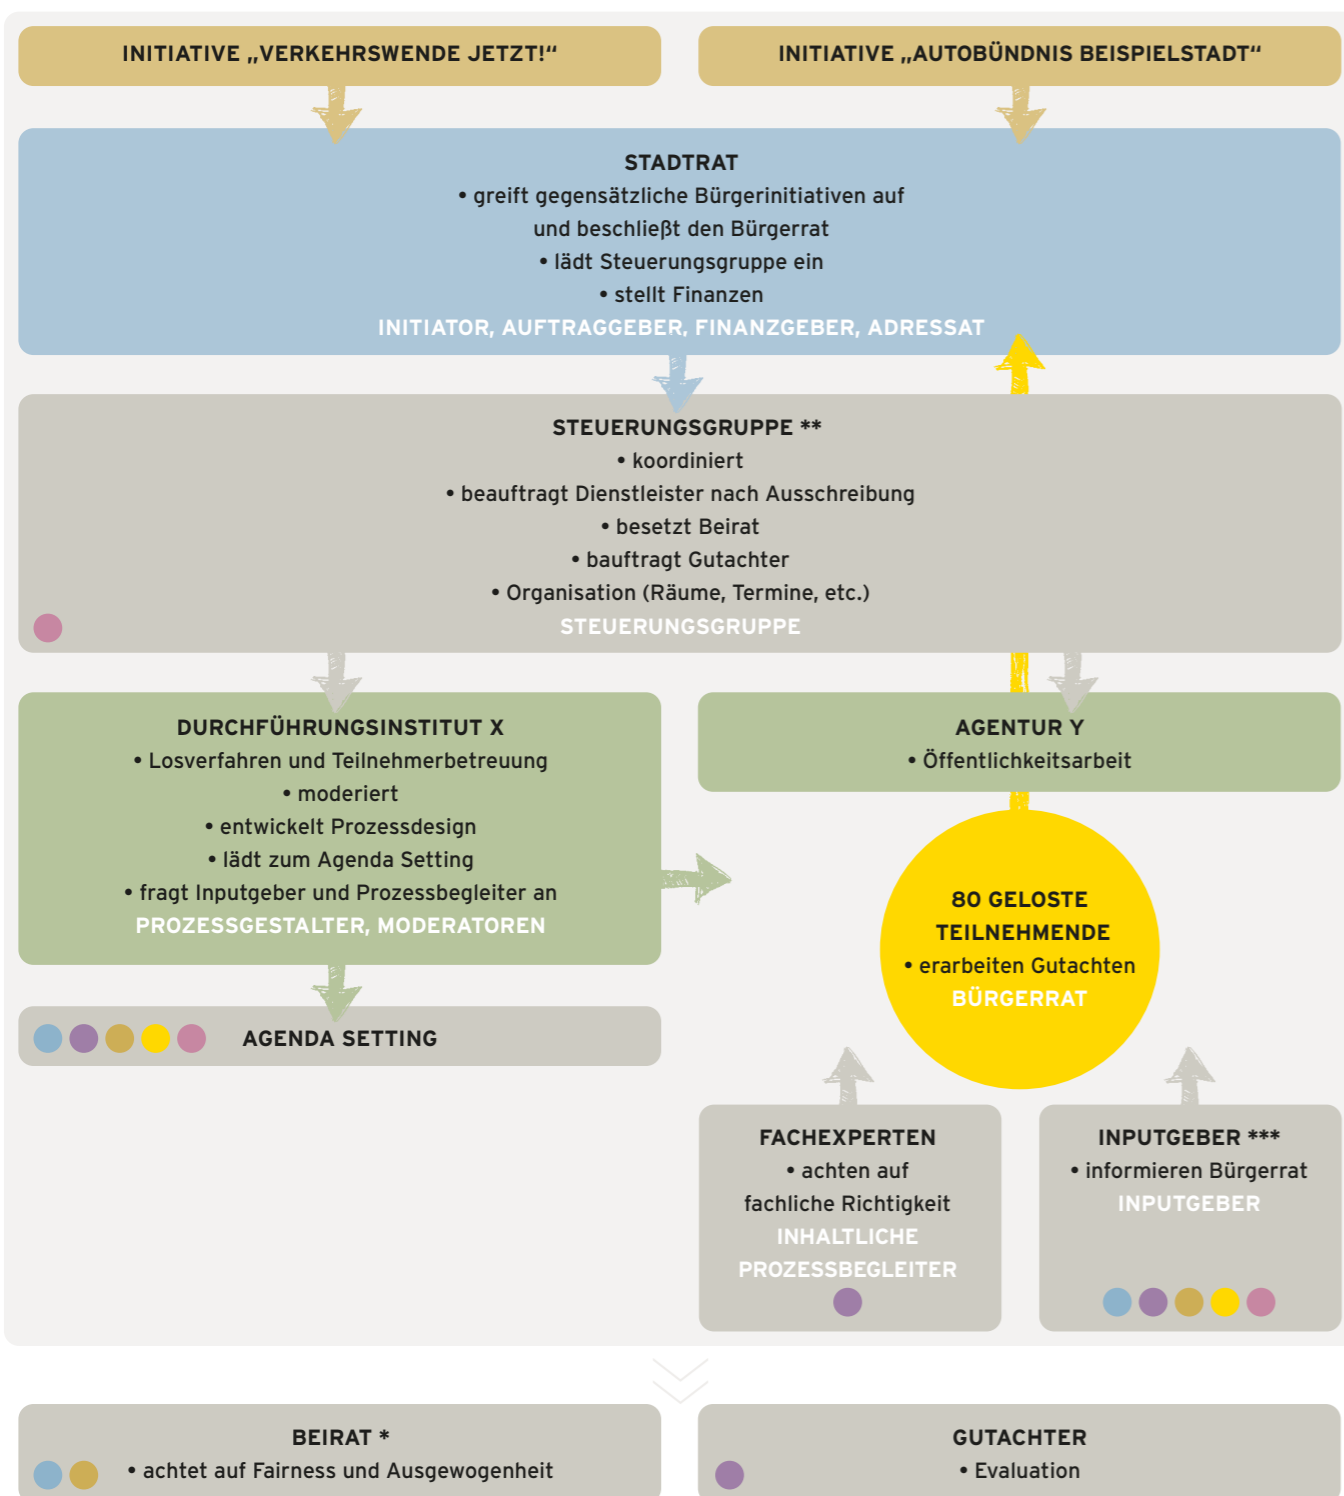 INITIATIVE „VERKEHRSWENDE JETZT!“
INITIATIVE „AUTOBÜNDNIS BEISPIELSTADT“
STADTRAT
• greift gegensätzliche Bürgerinitiativen auf
und beschließt den Bürgerrat
• lädt Steuerungsgruppe ein
• stellt Finanzen
INITIATOR, AUFTRAGGEBER, FINANZGEBER, ADRESSAT
STEUERUNGSGRUPPE **
• koordiniert
• beauftragt Dienstleister nach Ausschreibung
• besetzt Beirat
• bauftragt Gutachter
• Organisation (Räume, Termine, etc.)
STEUERUNGSGRUPPE
DURCHFÜHRUNGSINSTITUT X
• Losverfahren und Teilnehmerbetreuung
• moderiert
• entwickelt Prozessdesign
• lädt zum Agenda Setting
• fragt Inputgeber und Prozessbegleiter an
PROZESSGESTALTER, MODERATOREN
AGENTUR Y
• Öffentlichkeitsarbeit
80 GELOSTE
TEILNEHMENDE
• erarbeiten Gutachten
BÜRGERRAT
AGENDA SETTING
FACHEXPERTEN
• achten auf
fachliche Richtigkeit
INHALTLICHE
PROZESSBEGLEITER
INPUTGEBER ***
• informieren Bürgerrat
INPUTGEBER
BEIRAT *
• achtet auf Fairness und Ausgewogenheit
GUTACHTER
• Evaluation